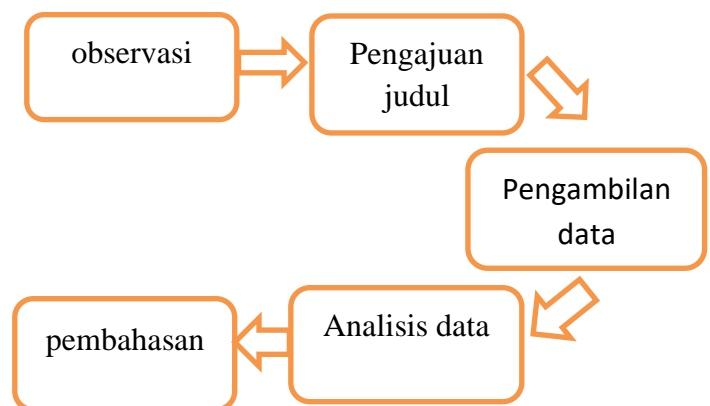 observasi
Pengajuan
judul
Pengambilan
data
Analisis data
pembahasan